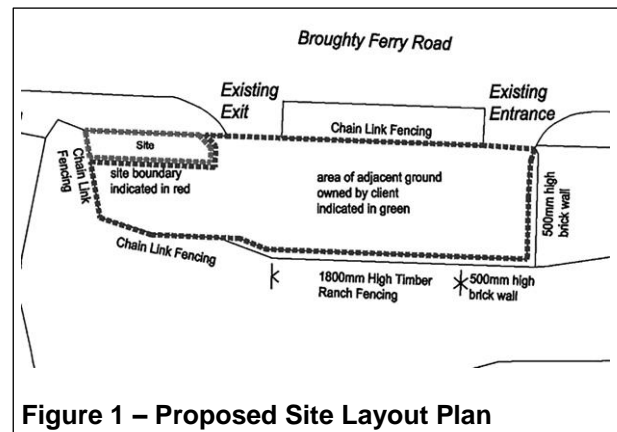 Broughty Ferry Road
Existing
Exit
Existing
Entrance
Chain Link Fencing
Site
Chain Link
Fencing
site boundary
indicated in red
area of adjacent ground
owned by client
indicated in green
500mm high
brick wall
Chain Link Fencing
1800mm High Timber
Ranch Fencing
500mm high
brick wall
Figure 1 – Proposed Site Layout Plan